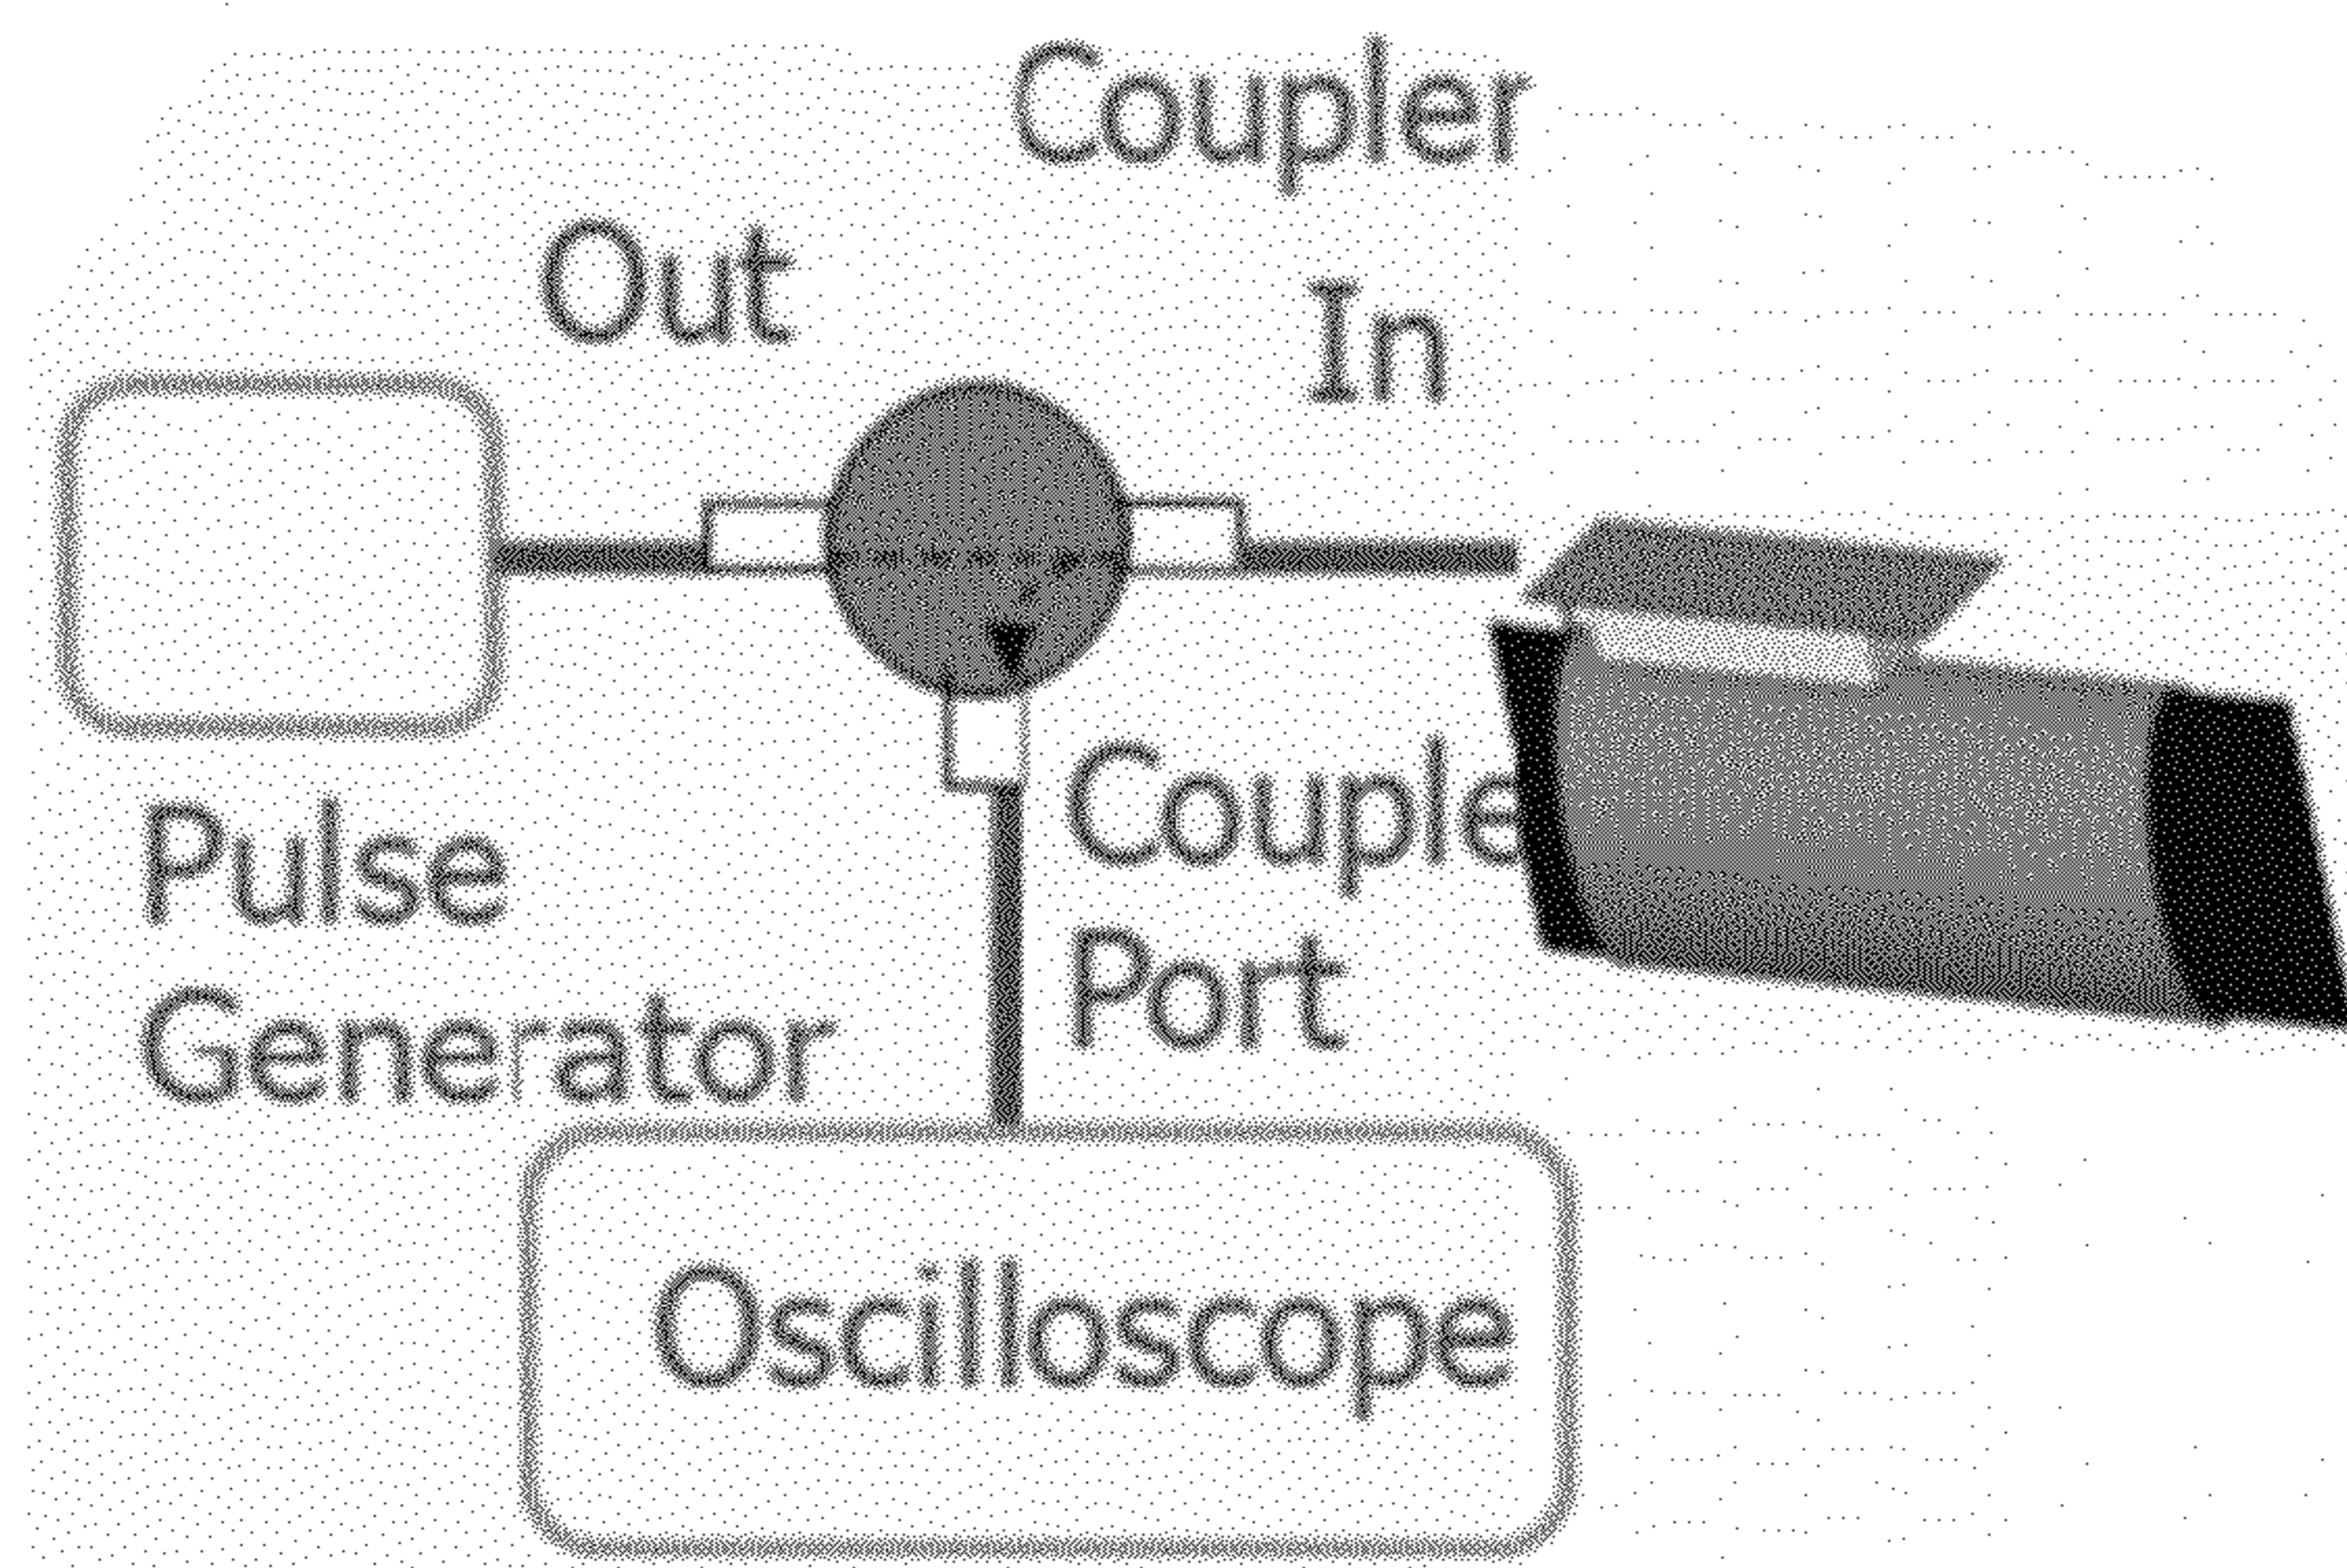 Coupler
Out
In
Pulse
Generator
Couple
Port
Oscilloscope